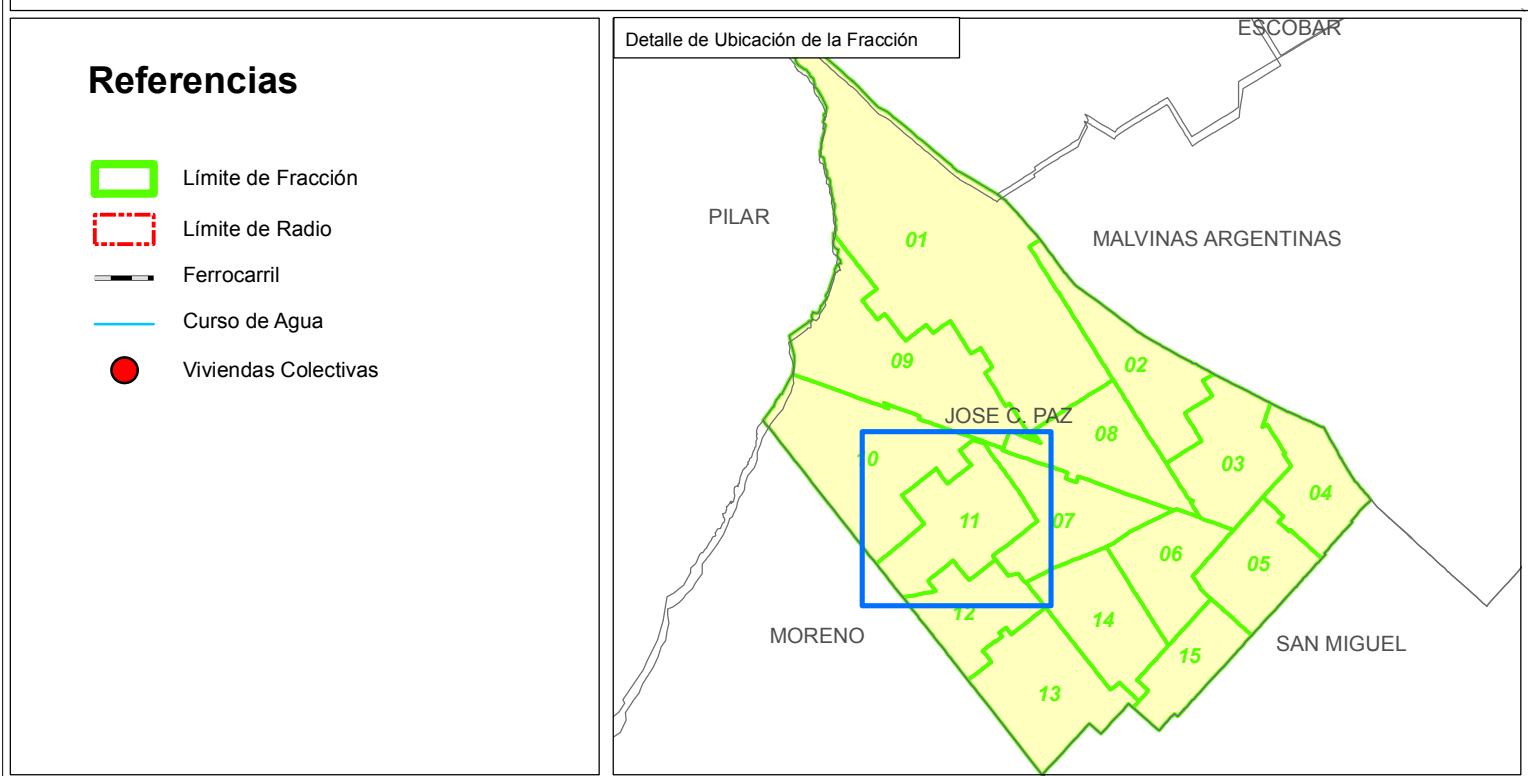 Referencias
Límite de Fracción
Límite de Radio
Ferrocarril
Curso de Agua
Viviendas Colectivas
Detalle de Ubicación de la Fracción
ESCOBAR
PILAR
MALVINAS ARGENTINAS
01
02
09
JOSE C. PAZ
08
10
03
04
11
07
06
05
12
14
MORENO
SAN MIGUEL
15
13